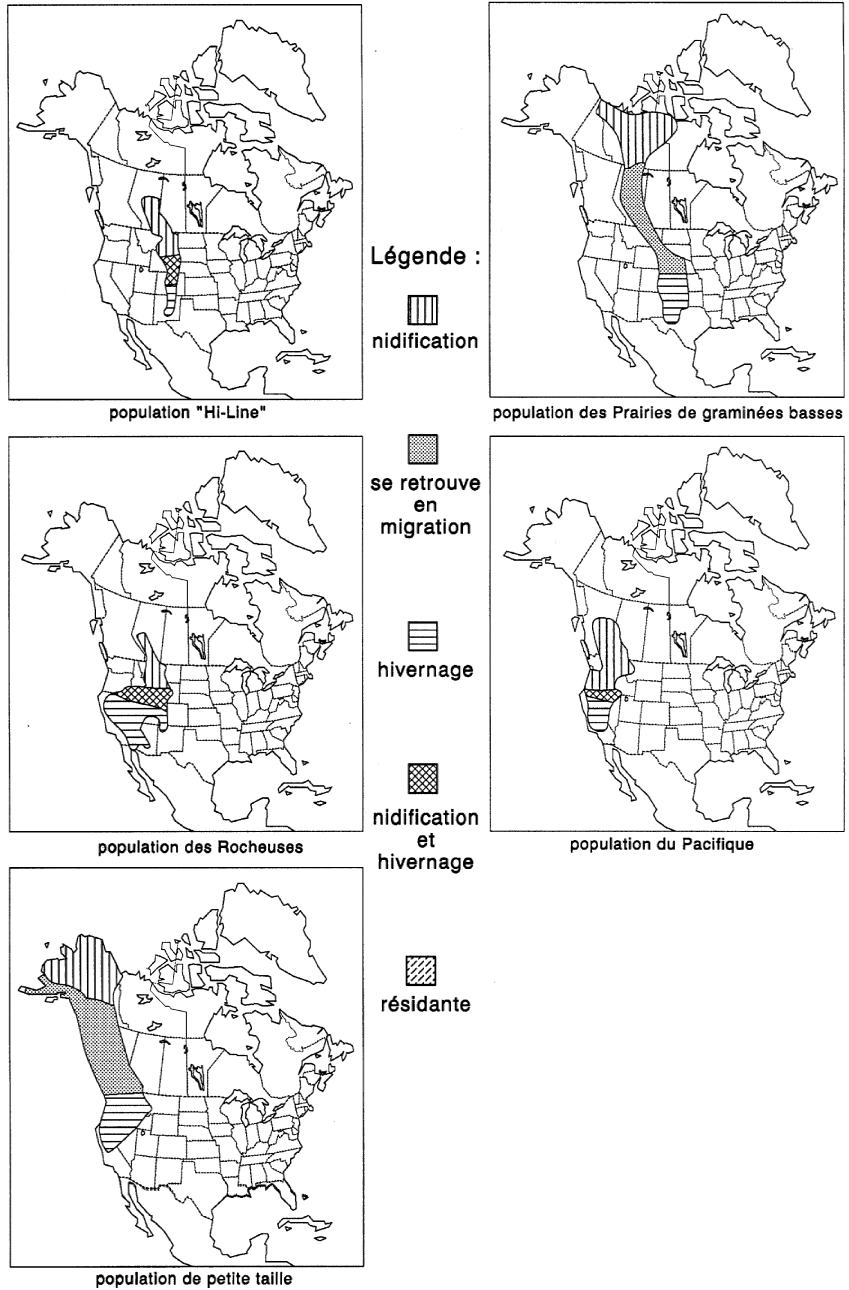 population "Hi-Line"
Légende :
nidification
population des Prairies de graminées basses
se retrouve
en
migration
hivernage
nidification
et
hivernage
population des Rocheuses
population du Pacifique
résidante
population de petite taille